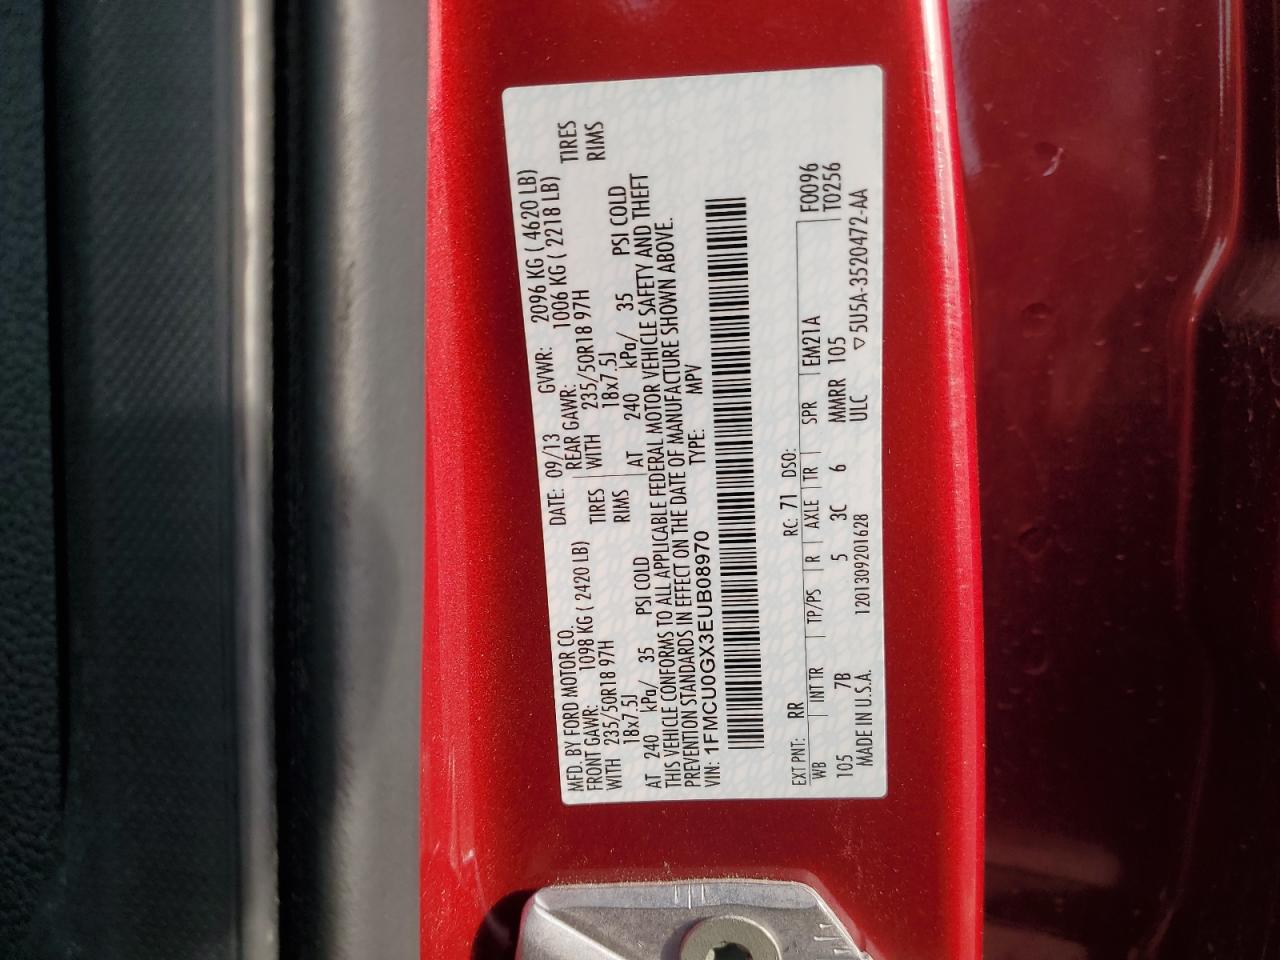 MFD. BY FORD MOTOR CO. DATE: 09/13 GVWR: 2096 KG ( 4620 LB)
FRONT GAWR: 1098 KG ( 2420 LB) REAR GAWR: 1006 KG ( 2218 LB)
WITH 235/50R18 97H TIRES WITH 235/50R18 97H TIRES
18x7.5J RIMS 18x7.5J RIMS
AT 240 kPa/ 35 PSI COLD AT 240 kPa/ 35 PSI COLD
THIS VEHICLE CONFORMS TO ALL APPLICABLE FEDERAL MOTOR VEHICLE SAFETY AND THEFT
PREVENTION STANDARDS IN EFFECT ON THE DATE OF MANUFACTURE SHOWN ABOVE.
VIN: 1FMCU0GX3EUB08970 TYPE: MPV
EXT PNT: RR RC: 71 DSO: F0096
WB INT TR TP/PS R AXLE TR SPR EM21A T0256
105 7B 5 3C 6 MMRR 105
MADE IN U.S.A. 1201309201628 ULC ▽5U5A-3520472-AA